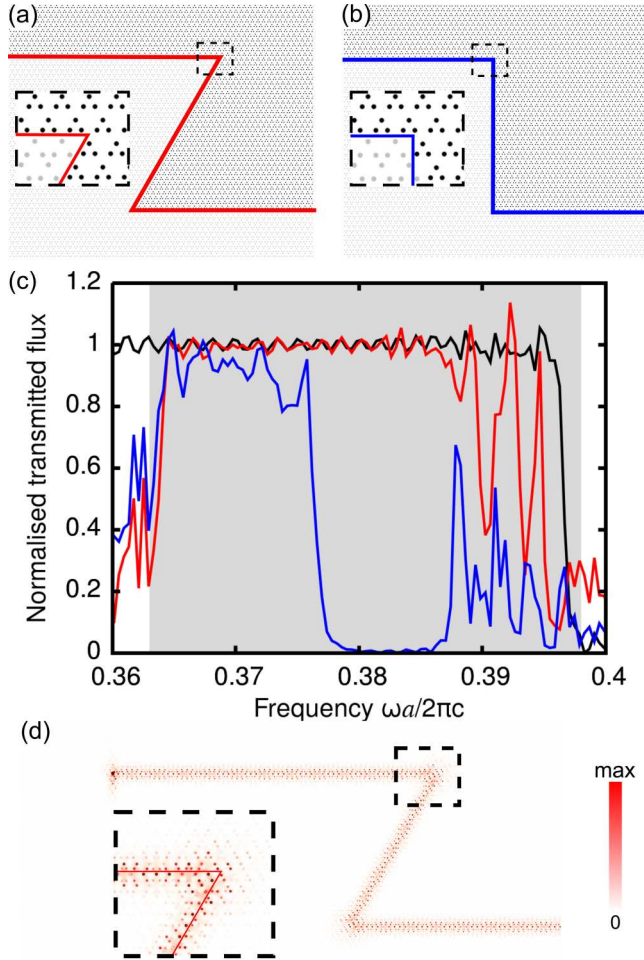 (a)
(b)
(c)
1.2
1
0.8
0.6
0.4
0.2
0
Normalised transmitted flux
0.36
0.37
0.38
0.39
0.4
Frequency ωa/2πc
(d)
max
0